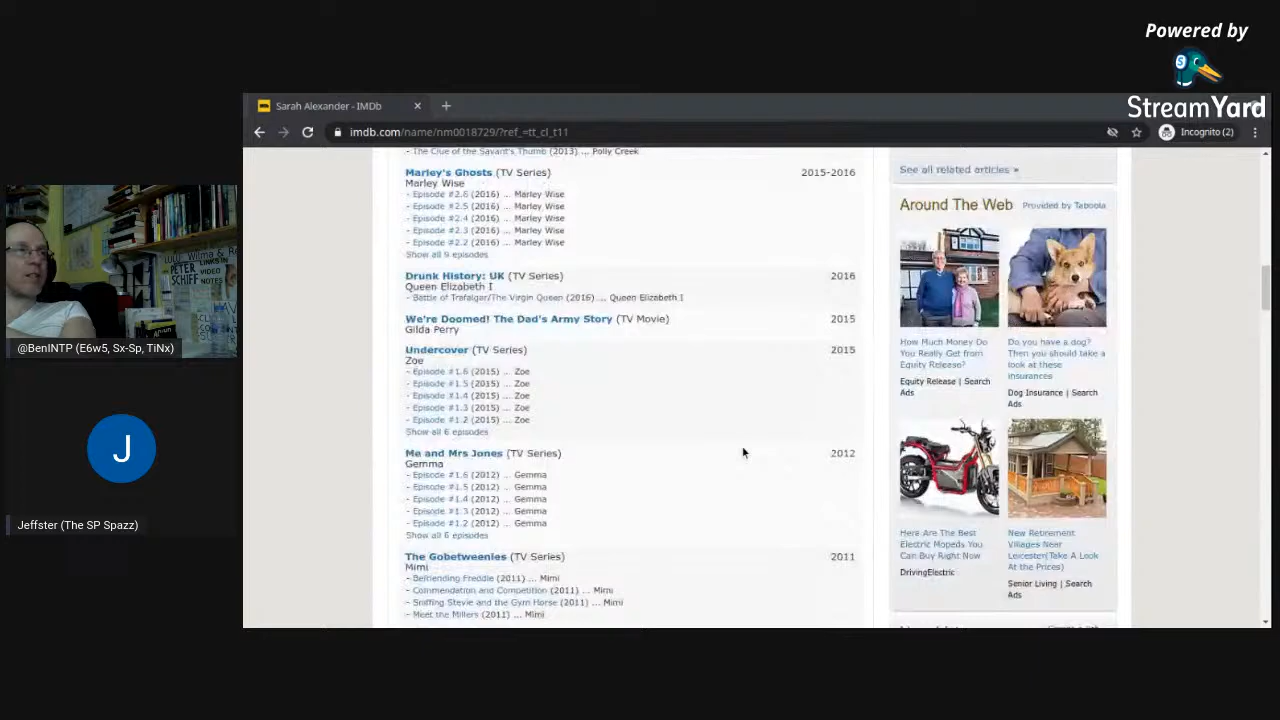 Powered by
StreamYard
Sarah Alexander - IMDb
imdb.com/name/nm0018729/?ref_=tt_cl_t11
Incognito (2)
- The Clue of the Savant's Thumb (2013) ... Polly Creek
Marley's Ghosts (TV Series) 2015-2016
Marley Wise
- Episode #2.6 (2016) ... Marley Wise
- Episode #2.5 (2016) ... Marley Wise
- Episode #2.4 (2016) ... Marley Wise
- Episode #2.3 (2016) ... Marley Wise
- Episode #2.2 (2016) ... Marley Wise
Show all 9 episodes
Drunk History: UK (TV Series) 2016
Queen Elizabeth I
- Battle of Trafalgar/The Virgin Queen (2016) ... Queen Elizabeth I
We're Doomed! The Dad's Army Story (TV Movie) 2015
Gilda Perry
Undercover (TV Series) 2015
Zoe
- Episode #1.6 (2015) ... Zoe
- Episode #1.5 (2015) ... Zoe
- Episode #1.4 (2015) ... Zoe
- Episode #1.3 (2015) ... Zoe
- Episode #1.2 (2015) ... Zoe
Show all 6 episodes
Me and Mrs Jones (TV Series) 2012
Gemma
- Episode #1.6 (2012) ... Gemma
- Episode #1.5 (2012) ... Gemma
- Episode #1.4 (2012) ... Gemma
- Episode #1.3 (2012) ... Gemma
- Episode #1.2 (2012) ... Gemma
Show all 6 episodes
The Gobetweenies (TV Series) 2011
Mimi
- Befriending Freddie (2011) ... Mimi
- Commendation and Competition (2011) ... Mimi
- Sniffing Stevie and the Gym Horse (2011) ... Mimi
- Meet the Millers (2011) ... Mimi
See all related articles »
Around The Web Provided by Taboola
How Much Money Do
You Really Get from
Equity Release?
Equity Release | Search
Ads
Do you have a dog?
Then you should take a
look at these
insurances
Dog Insurance | Search
Ads
Here Are The Best
Electric Mopeds You
Can Buy Right Now
DrivingElectric
New Retirement
Villages Near
Leicester(Take A Look
At the Prices)
Senior Living | Search
Ads
PETER
SCHIFF
LINKS IN
VIDEO
NOTES
@BenINTP (E6w5, Sx-Sp, TiNx)
J
Jeffster (The SP Spazz)